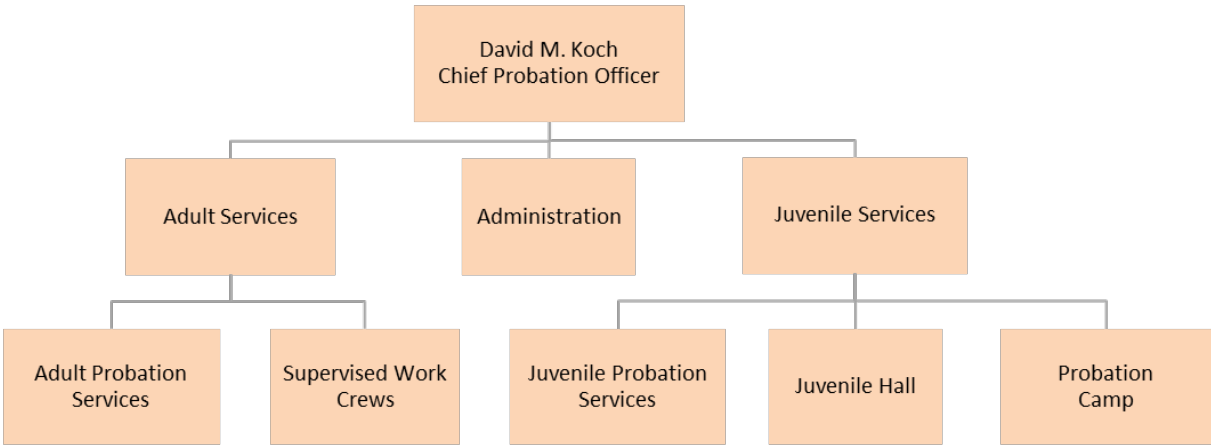 David M. Koch
Chief Probation Officer
Adult Services
Administration
Juvenile Services
Adult Probation
Services
Supervised Work
Crews
Juvenile Probation
Services
Juvenile Hall
Probation
Camp